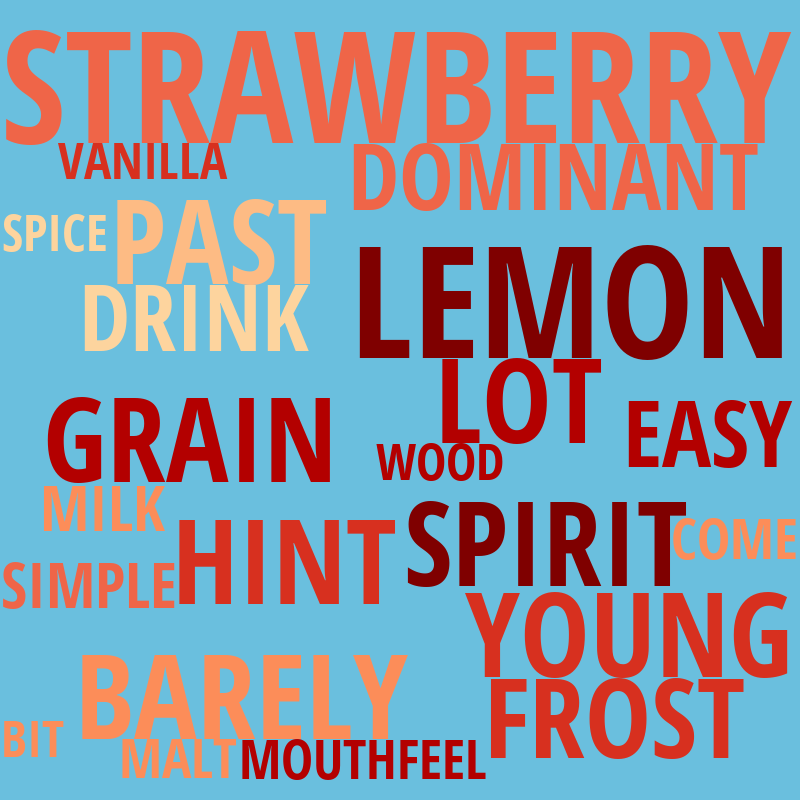 STRAWBERRY
VANILLA DOMINANT
SPICE PAST
DRINK LEMON
LOT
GRAIN WOOD EASY
MILK
HINT SPIRIT COME
SIMPLE
YOUNG
BARELY FROST
BIT MALT MOUTHFEEL